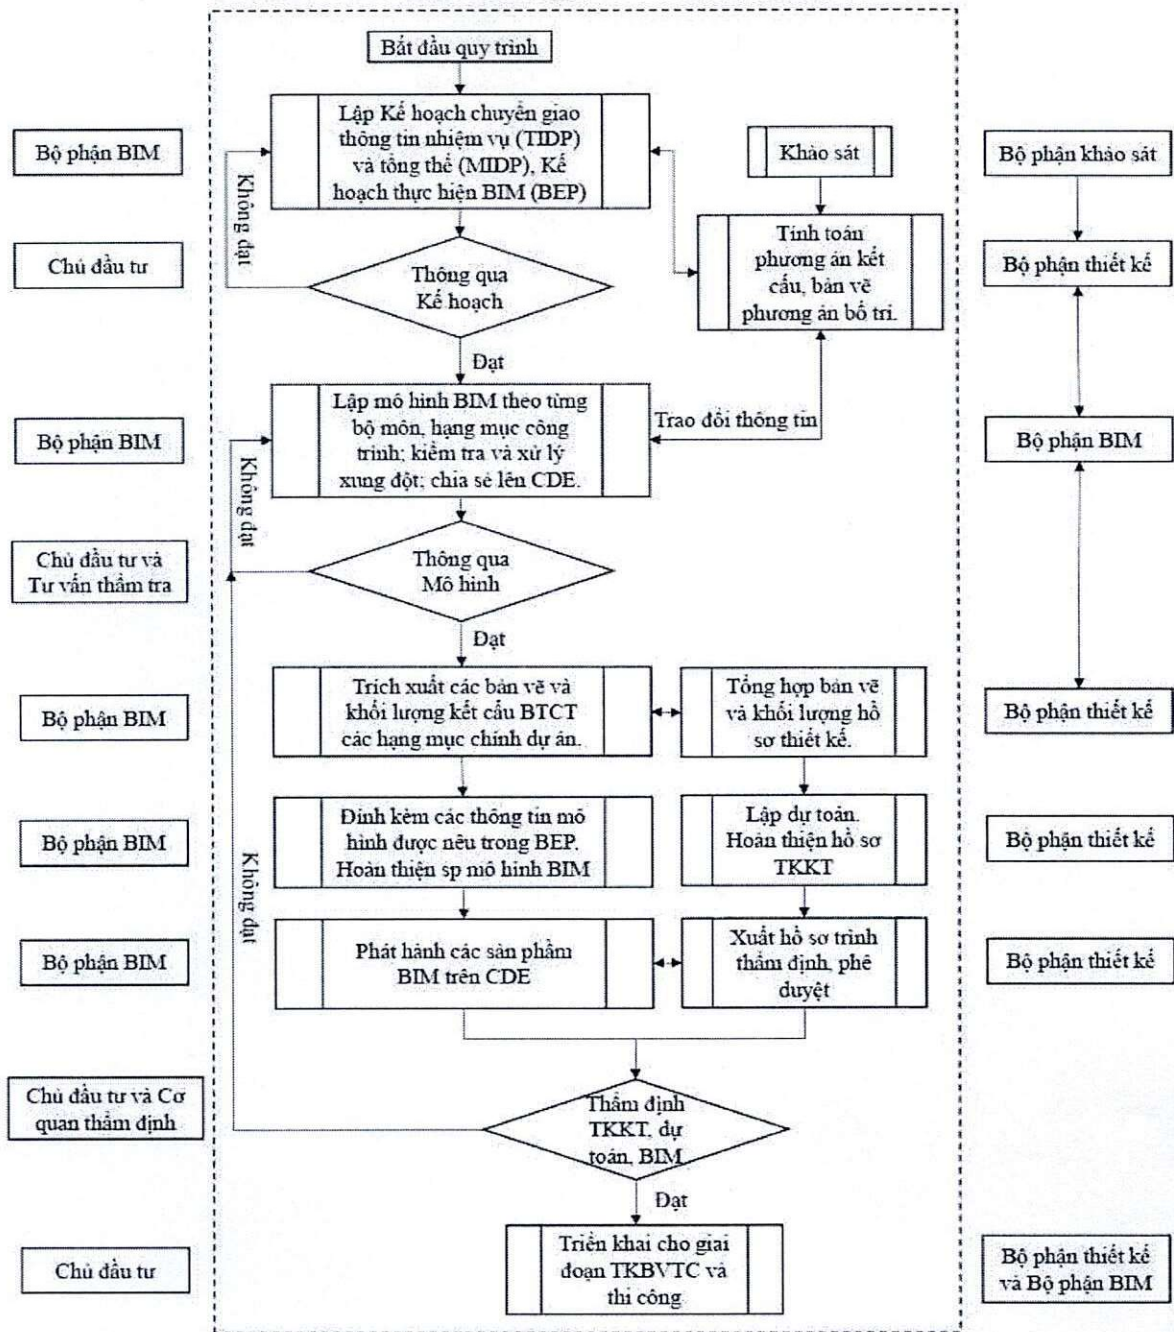 Bắt đầu quy trình
Bộ phận BIM
Lập Kế hoạch chuyển giao
thông tin nhiệm vụ (TIDP)
và tổng thể (MIDP), Kế
hoạch thực hiện BIM (BEP)
Khảo sát
Bộ phận khảo sát
Không đạt
Chủ đầu tư
Thông qua
Kế hoạch
Tính toán
phương án kết
cấu, bản vẽ
phương án bố trí.
Bộ phận thiết kế
Đạt
Bộ phận BIM
Lập mô hình BIM theo từng
bộ môn, hạng mục công
trình; kiểm tra và xử lý
xung đột; chia sẻ lên CDE.
Trao đổi thông tin
Bộ phận BIM
Không đạt
Chủ đầu tư và
Tư vấn thẩm tra
Thông qua
Mô hình
Đạt
Bộ phận BIM
Trích xuất các bản vẽ và
khối lượng kết cấu BTCT
các hạng mục chính dự án.
Tổng hợp bản vẽ
và khối lượng hồ
sơ thiết kế.
Bộ phận thiết kế
Bộ phận BIM
Đính kèm các thông tin mô
hình được nêu trong BEP.
Hoàn thiện sp mô hình BIM
Lập dự toán.
Hoàn thiện hồ sơ
TKKT
Bộ phận thiết kế
Không đạt
Bộ phận BIM
Phát hành các sản phẩm
BIM trên CDE
Xuất hồ sơ trình
thẩm định, phê
duyệt
Bộ phận thiết kế
Chủ đầu tư và Cơ
quan thẩm định
Thẩm định
TKKT, dự
toán, BIM
Đạt
Chủ đầu tư
Triển khai cho giai
đoạn TKBVTC và
thi công
Bộ phận thiết kế
và Bộ phận BIM